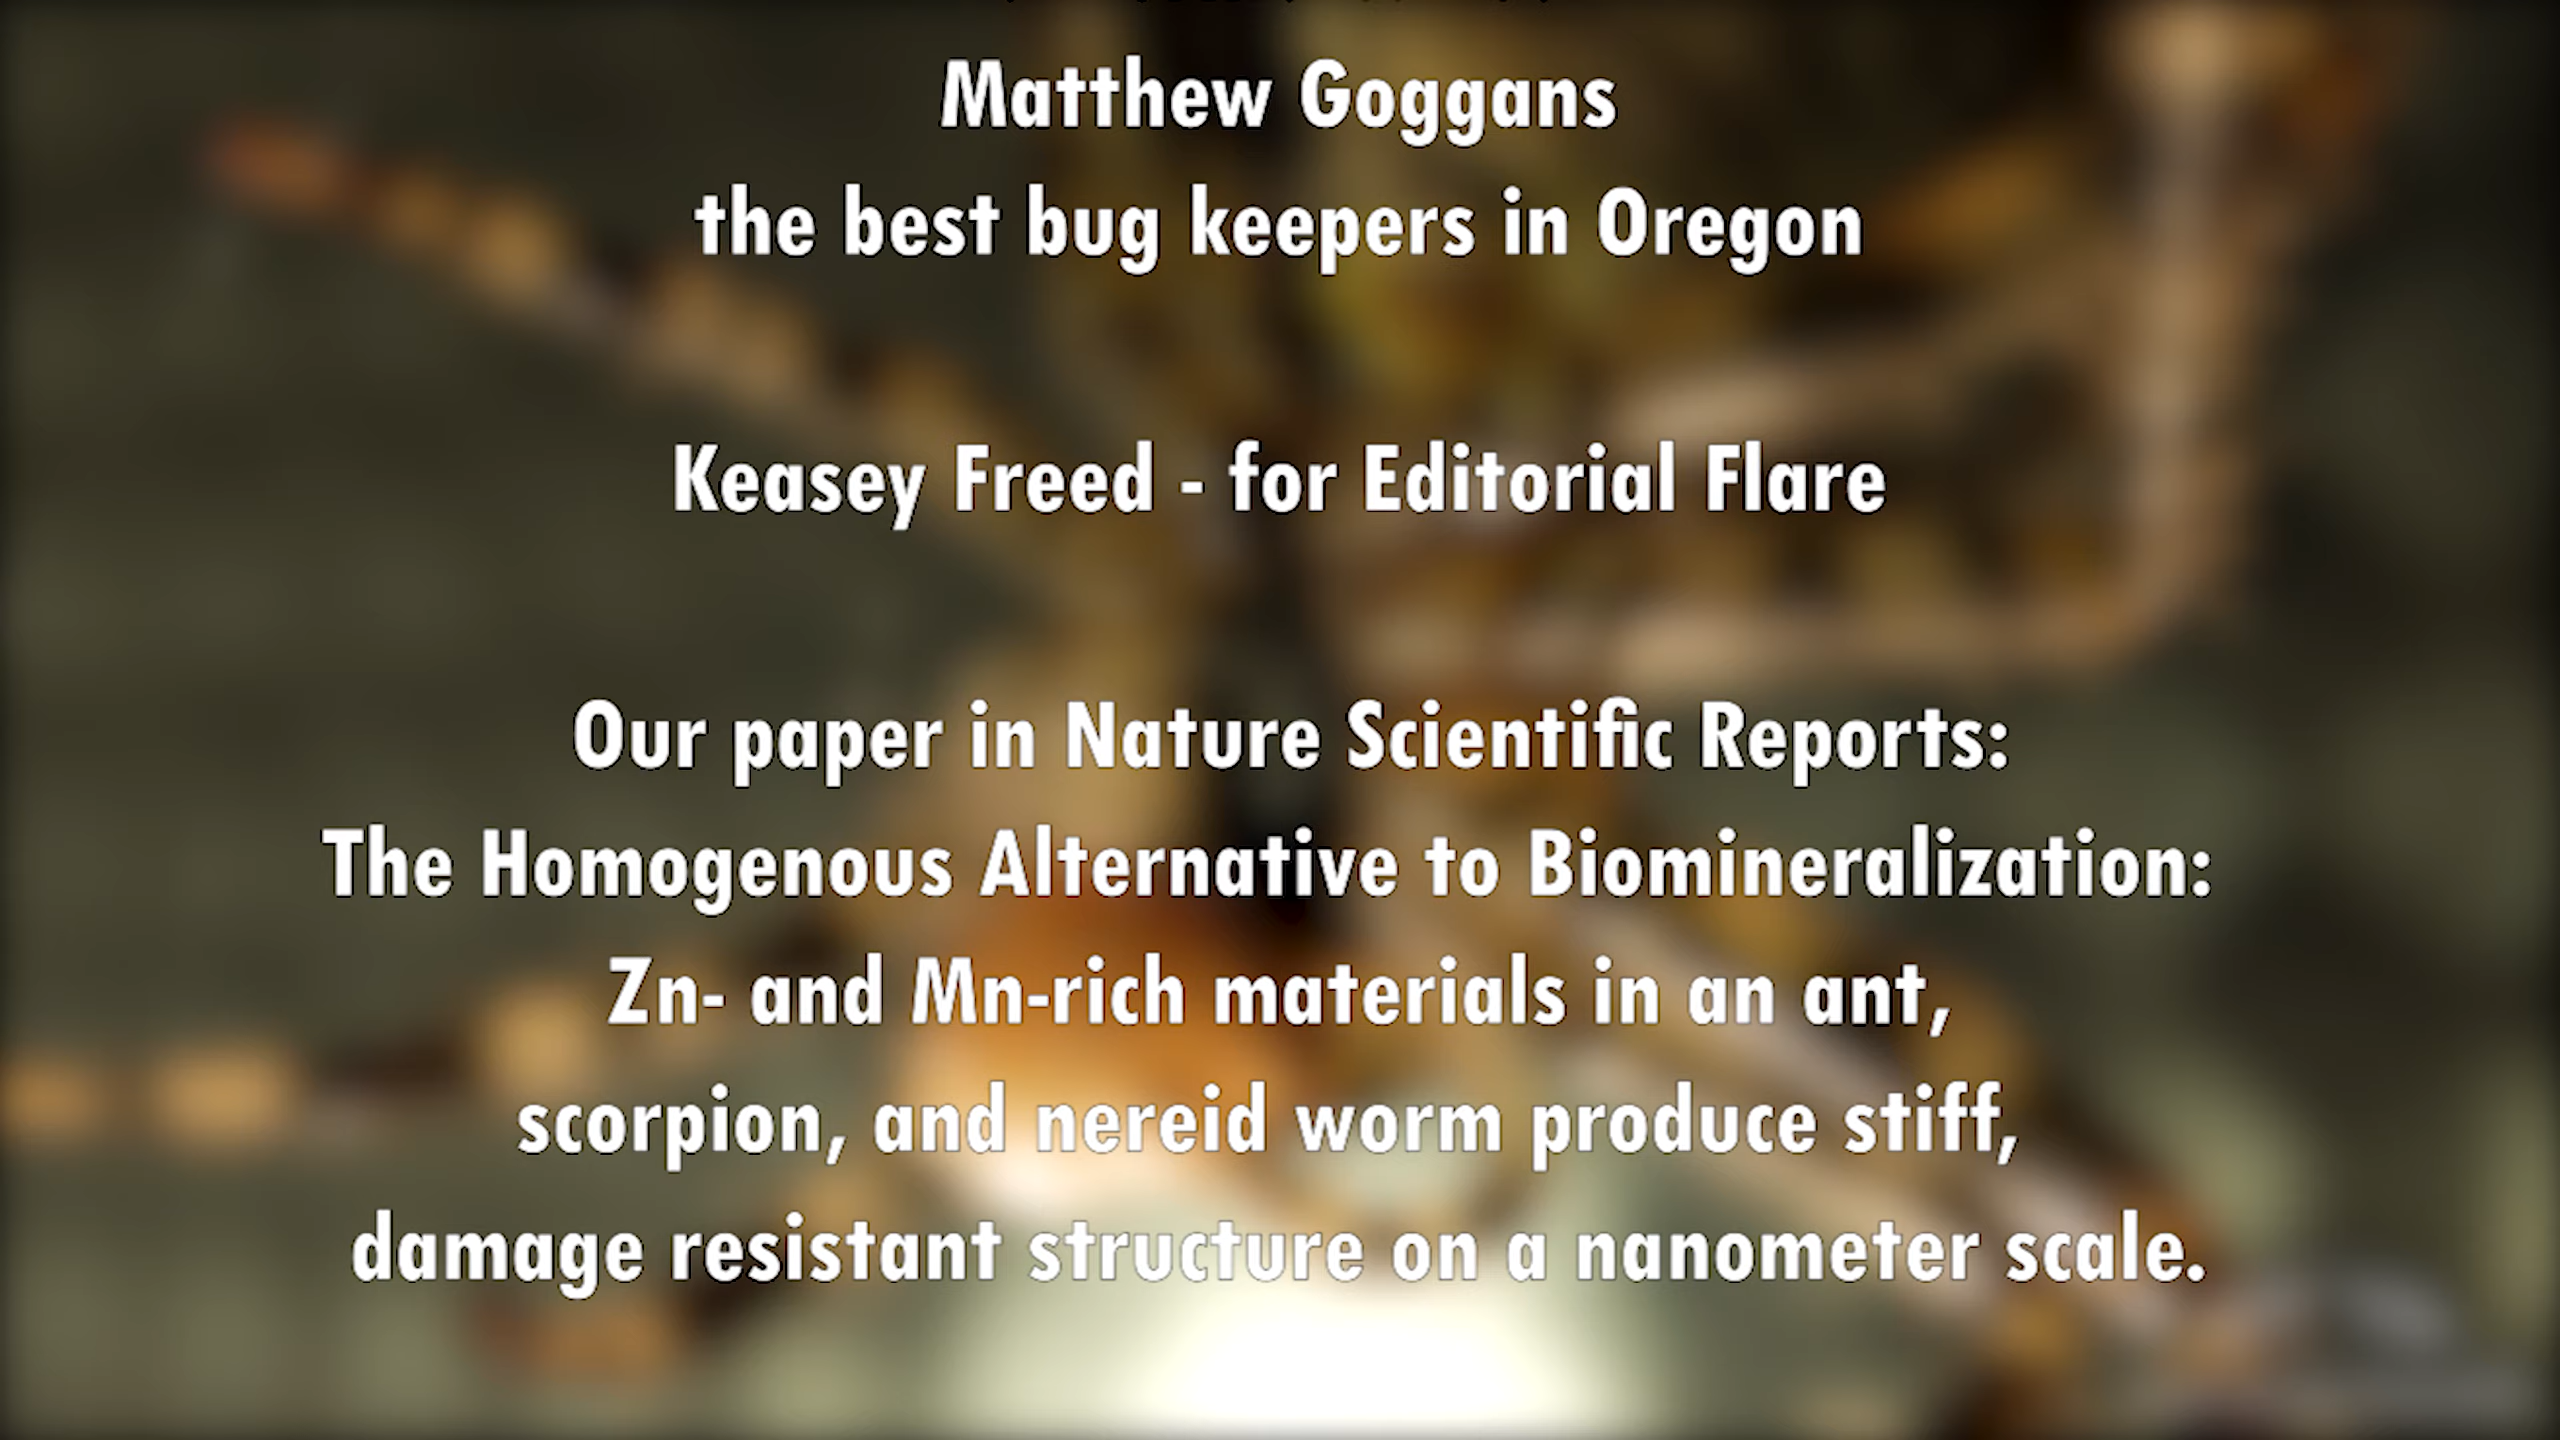 Matthew Goggans
the best bug keepers in Oregon
Keasey Freed - for Editorial Flare
Our paper in Nature Scientific Reports:
The Homogenous Alternative to Biomineralization:
Zn- and Mn-rich materials in an ant,
scorpion, and nereid worm produce stiff,
damage resistant structure on a nanometer scale.